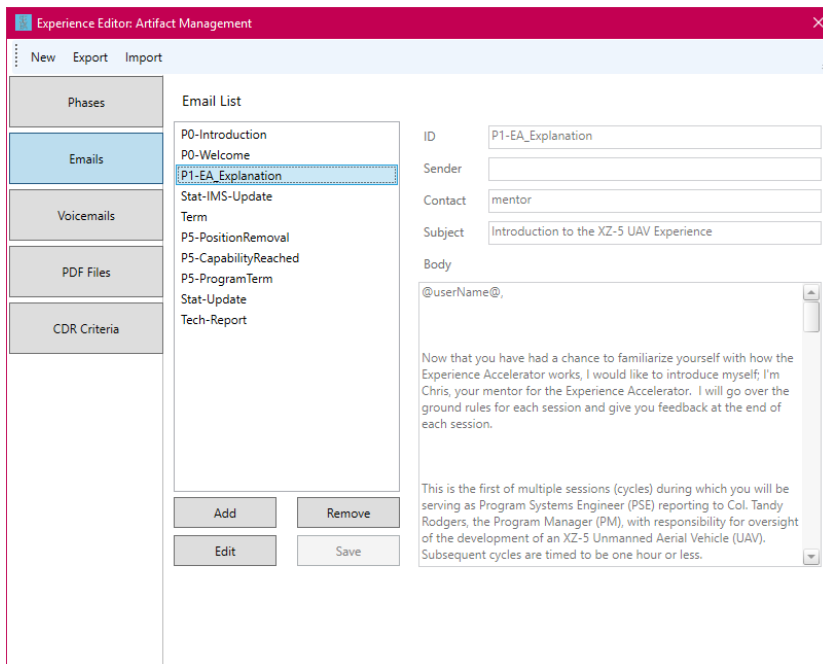 Experience Editor: Artifact Management
New Export Import
Phases
Emails
Voicemails
PDF Files
CDR Criteria
Email List
P0-Introduction
P0-Welcome
P1-EA_Explanation
Stat-IMS-Update
Term
P5-PositionRemoval
P5-CapabilityReached
P5-ProgramTerm
Stat-Update
Tech-Report
Add Remove
Edit Save
ID P1-EA_Explanation
Sender
Contact mentor
Subject Introduction to the XZ-5 UAV Experience
Body
@userName@,
Now that you have had a chance to familiarize yourself with how the
Experience Accelerator works, I would like to introduce myself; I'm
Chris, your mentor for the Experience Accelerator.  I will go over the
ground rules for each session and give you feedback at the end of
each session.
This is the first of multiple sessions (cycles) during which you will be
serving as Program Systems Engineer (PSE) reporting to Col. Tandy
Rodgers, the Program Manager (PM), with responsibility for oversight
of the development of an XZ-5 Unmanned Aerial Vehicle (UAV).
Subsequent cycles are timed to be one hour or less.